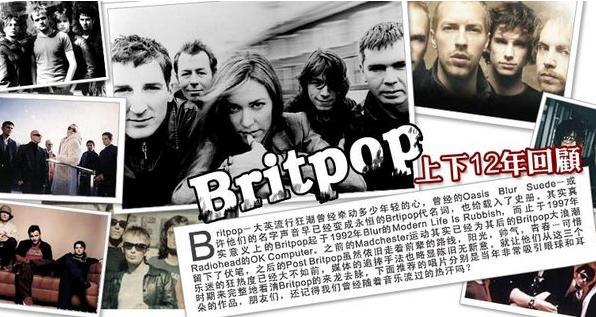 Britpop
上下12年回顧
Britpop一大英流行狂潮曾经牵动多少年轻的心，曾经的Oasis Blur Suede一或
许他们的名字声音早已经变成永恒的Brtipop代名词，也给载入了史册，其实真
实意义上的Britpop起于1992年Blur的Modern Life Is Rubbish，而止于1997年
Radiohead的OK Computer，之前的Madchester运动其实已经为其后的Britpop大浪潮
留下了伏笔，之后的Post Britpop虽然依旧走着前辈的路线，阳光，帅气，青春一可惜
乐迷的狂热度已经大不如前，媒体的追捧手法也略显陈旧无新意，就让他们从这三个
时期来完整地看清Britpop的来龙去脉，下面推荐的唱片分别是当年非常吸引眼球和耳
朵的作品，朋友们，还记得我们曾经随着音乐流过的热汗吗？